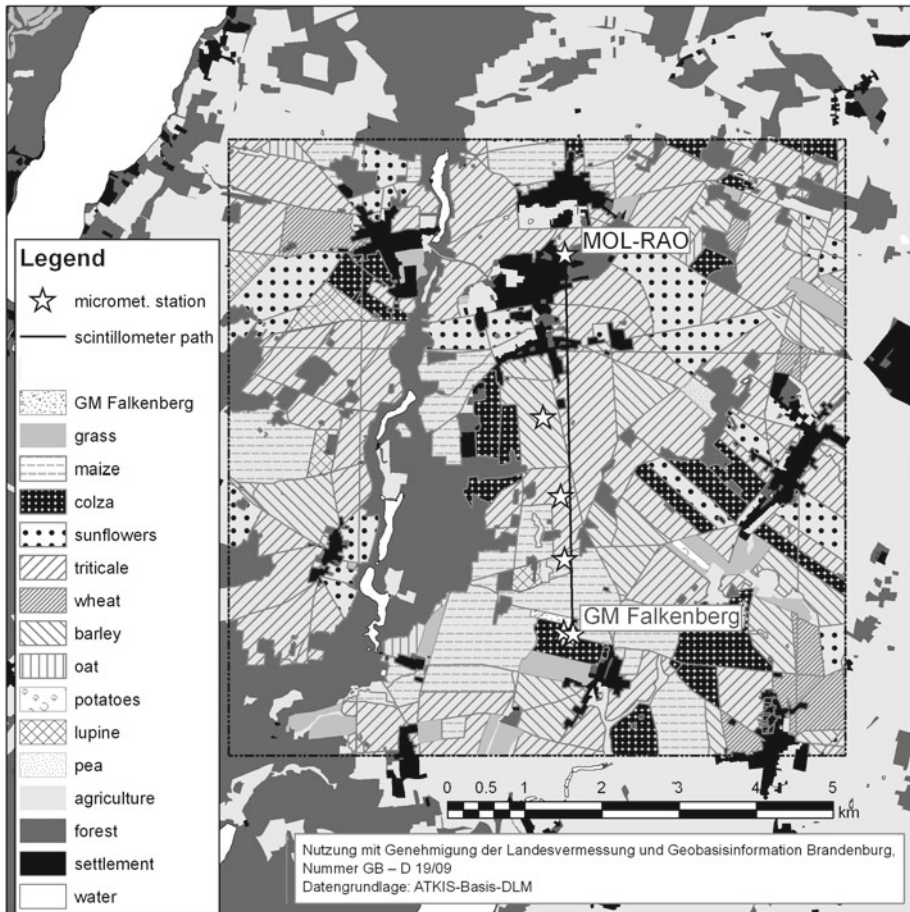 MOL-RAO
Legend
micromet. station
scintillometer path
GM Falkenberg
grass
maize
colza
sunflowers
triticale
wheat
barley
oat
potatoes
lupine
pea
agriculture
forest
settlement
water
GM Falkenberg
0 0.5 1 2 3 4 5
km
Nutzung mit Genehmigung der Landesvermessung und Geobasisinformation Brandenburg,
Nummer GB – D 19/09
Datengrundlage: ATKIS-Basis-DLM